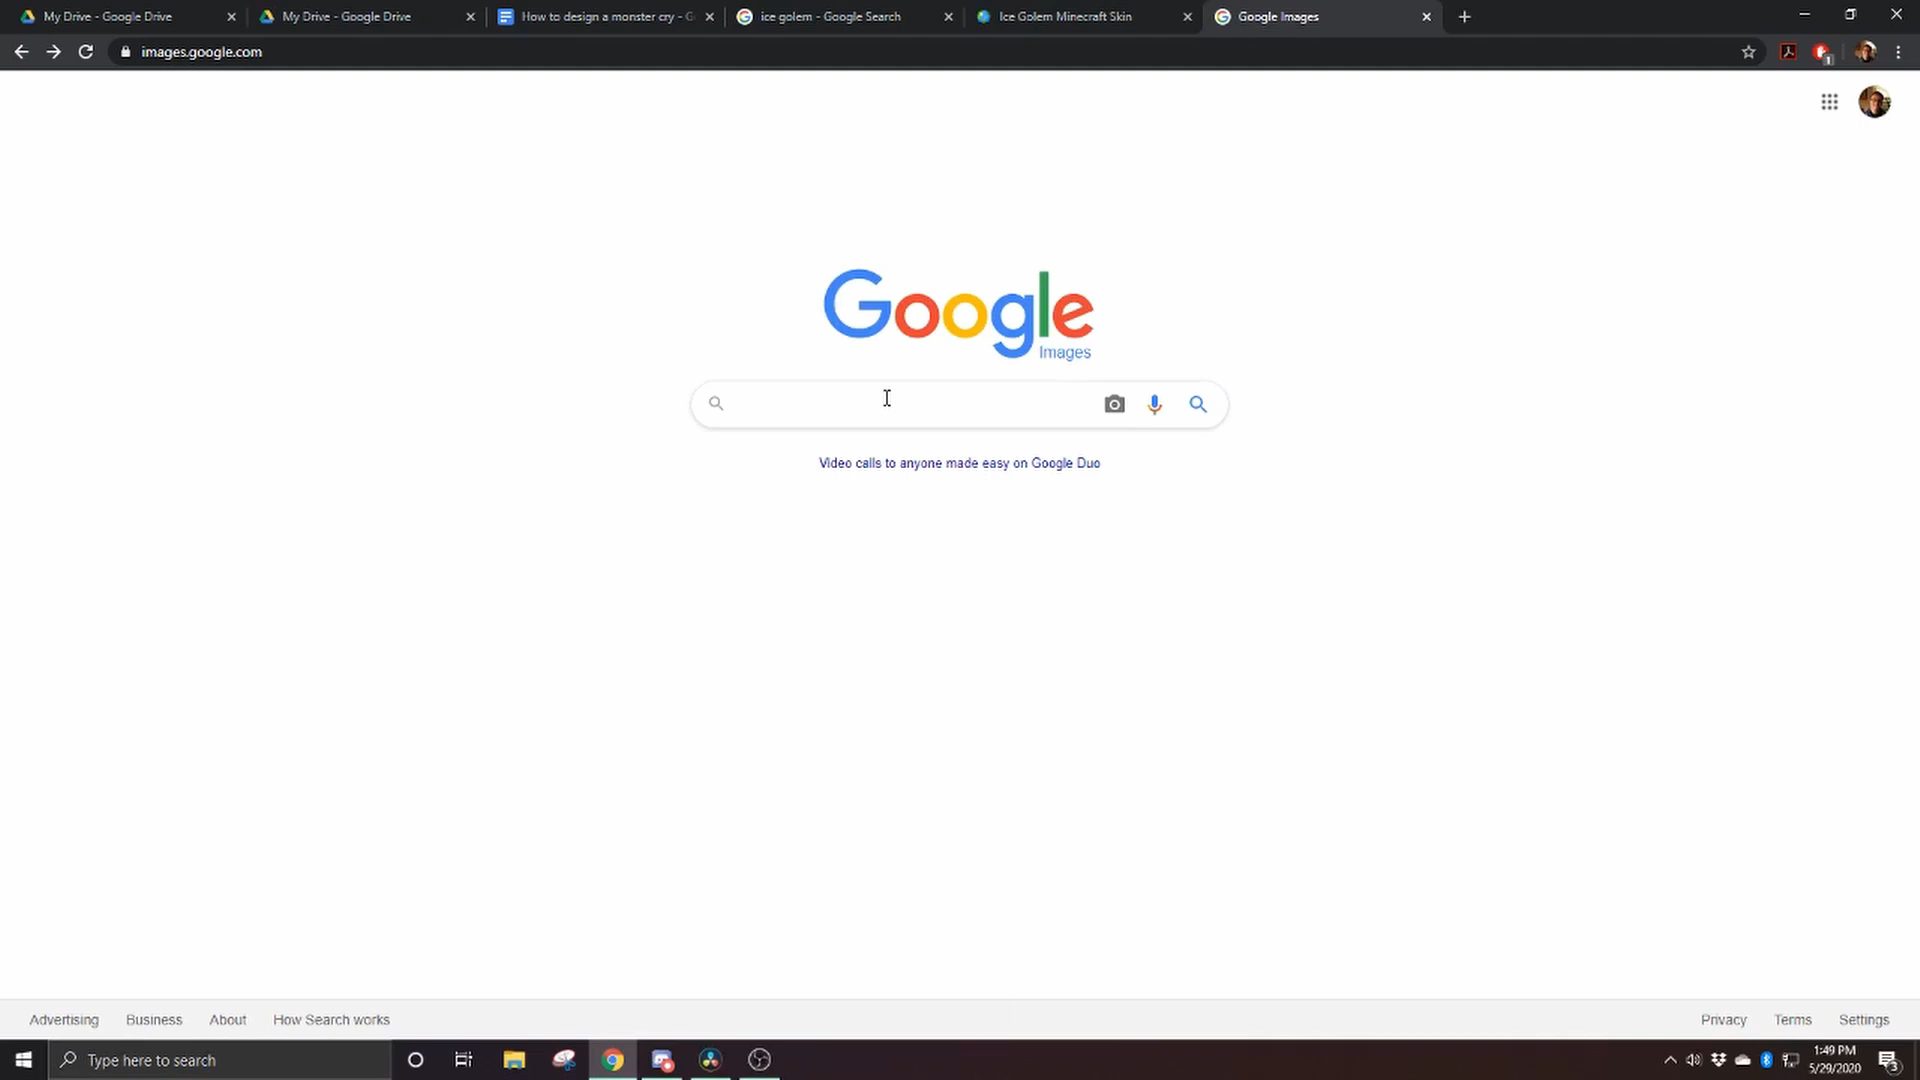 My Drive - Google Drive
My Drive - Google Drive
How to design a monster cry - G
ice golem - Google Search
Ice Golem Minecraft Skin
Google Images
images.google.com
1
Google
Images
Video calls to anyone made easy on Google Duo
Advertising
Business
About
How Search works
Privacy
Terms
Settings
Type here to search
1:49 PM
5/29/2020
3